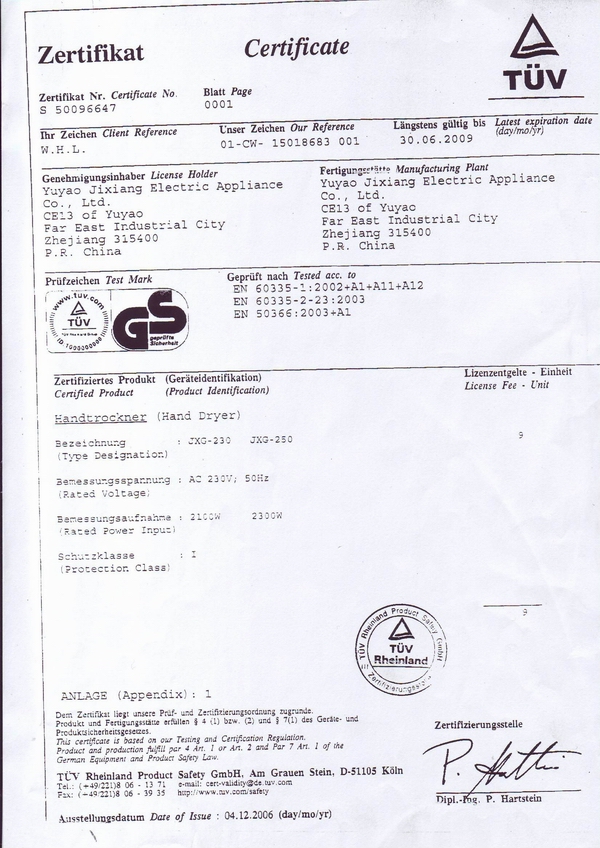 Zertifikat Certificate
TÜV
Zertifikat Nr. Certificate No. Blatt Page
S 50096647 0001
Ihr Zeichen Client Reference Unser Zeichen Our Reference Längstens gültig bis Latest expiration date
(day/mo/yr)
W.H.L. 01-CW- 15018683 001 30.06.2009
Genehmigungsinhaber License Holder
Yuyao Jixiang Electric Appliance
Co., Ltd.
CE13 of Yuyao
Far East Industrial City
Zhejiang 315400
P.R. China
Fertigungsstätte Manufacturing Plant
Yuyao Jixiang Electric Appliance
Co., Ltd.
CE13 of Yuyao
Far East Industrial City
Zhejiang 315400
P.R. China
Prüfzeichen Test Mark
www.tuv.com
TÜV
GS
geprüfte
Sicherheit
Geprüft nach Tested acc. to
EN 60335-1:2002+A1+A11+A12
EN 60335-2-23:2003
EN 50366:2003+A1
Zertifiziertes Produkt (Geräteidentifikation)
Certified Product (Product Identification)
Lizenzentgelte - Einheit
License Fee - Unit
Handtrockner (Hand Dryer)
Bezeichnung : JXG-230 JXG-250
(Type Designation)
9
Bemessungsspannung : AC 230V; 50Hz
(Rated Voltage)
Bemessungsaufnahme : 2100W 2300W
(Rated Power Input)
Schutzklasse : I
(Protection Class)
9
TÜV Rheinland Product Safety GmbH
TÜV
Rheinland
Zertifizierungsstelle
ANLAGE (Appendix): 1
Dem Zertifikat liegt unsere Prüf- und Zertifizierungsordnung zugrunde.
Produkt und Fertigungsstätte erfüllen § 4 (1) bzw. (2) und § 7(1) des Geräte- und
Produktsicherheitsgesetzes.
This certificate is based on our Testing and Certification Regulation.
Product and production fulfill par 4 Art. 1 or Art. 2 and Par 7 Art. 1 of the
German Equipment and Product Safety Law.
TÜV Rheinland Product Safety GmbH, Am Grauen Stein, D-51105 Köln
Tel.: (+49/221)8 06 - 13 71 e-mail: cert-validity@de.tuv.com
Fax: (+49/221)8 06 - 39 35 http://www.tuv.com/safety
Ausstellungsdatum Date of Issue : 04.12.2006 (day/mo/yr)
Zertifizierungsstelle
Dipl.-Ing. P. Hartstein